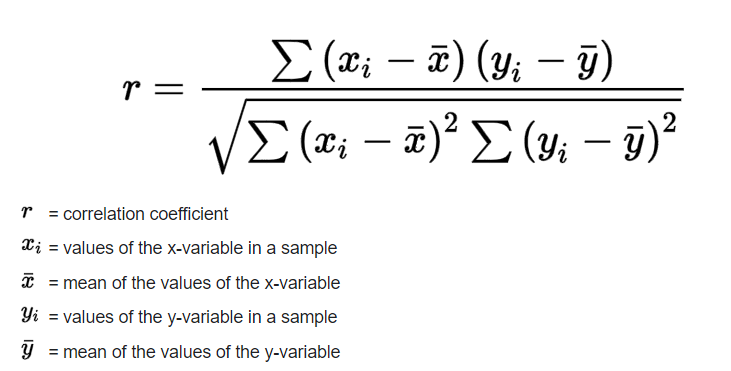 r = ∑ (xᵢ − x̄) (yᵢ − ȳ) / √∑ (xᵢ − x̄)² ∑ (yᵢ − ȳ)²
r = correlation coefficient
xᵢ = values of the x-variable in a sample
x̄ = mean of the values of the x-variable
yᵢ = values of the y-variable in a sample
ȳ = mean of the values of the y-variable